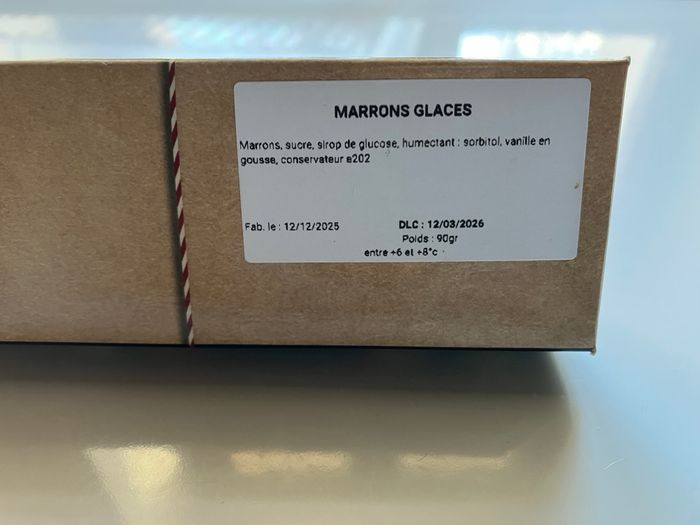 MARRONS GLACES
Marrons, sucre, sirop de glucose, humectant : sorbitol, vanille en
gousse, conservateur e202
Fab. le : 12/12/2025
DLC : 12/03/2026
Poids : 90gr
entre +6 et +8°c